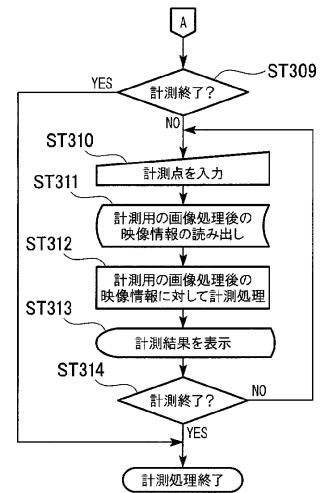 A
ST309
計測終了?
YES
NO
ST310
計測点を入力
ST311
計測用の画像処理後の
映像情報の読み出し
ST312
計測用の画像処理後の
映像情報に対して計測処理
ST313
計測結果を表示
ST314
計測終了?
NO
YES
計測処理終了